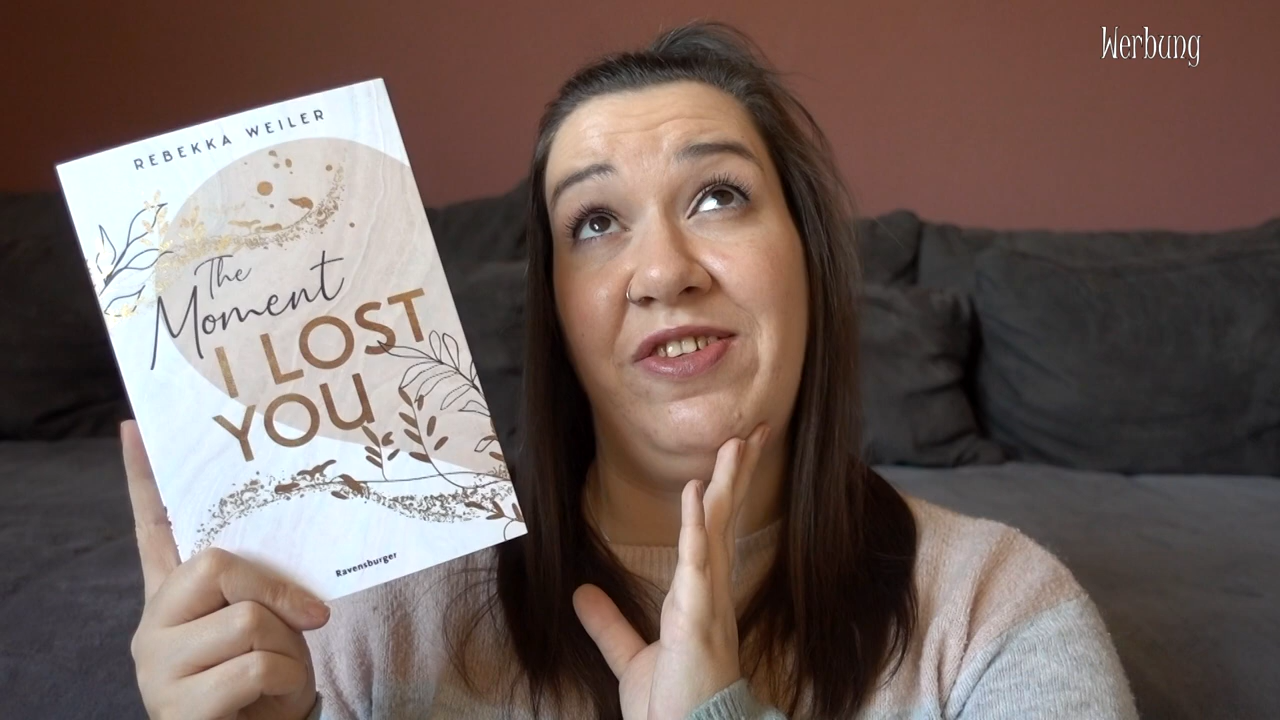 Werbung
REBEKKA WEILER
The
Moment
I LOST
YOU
Ravensburger